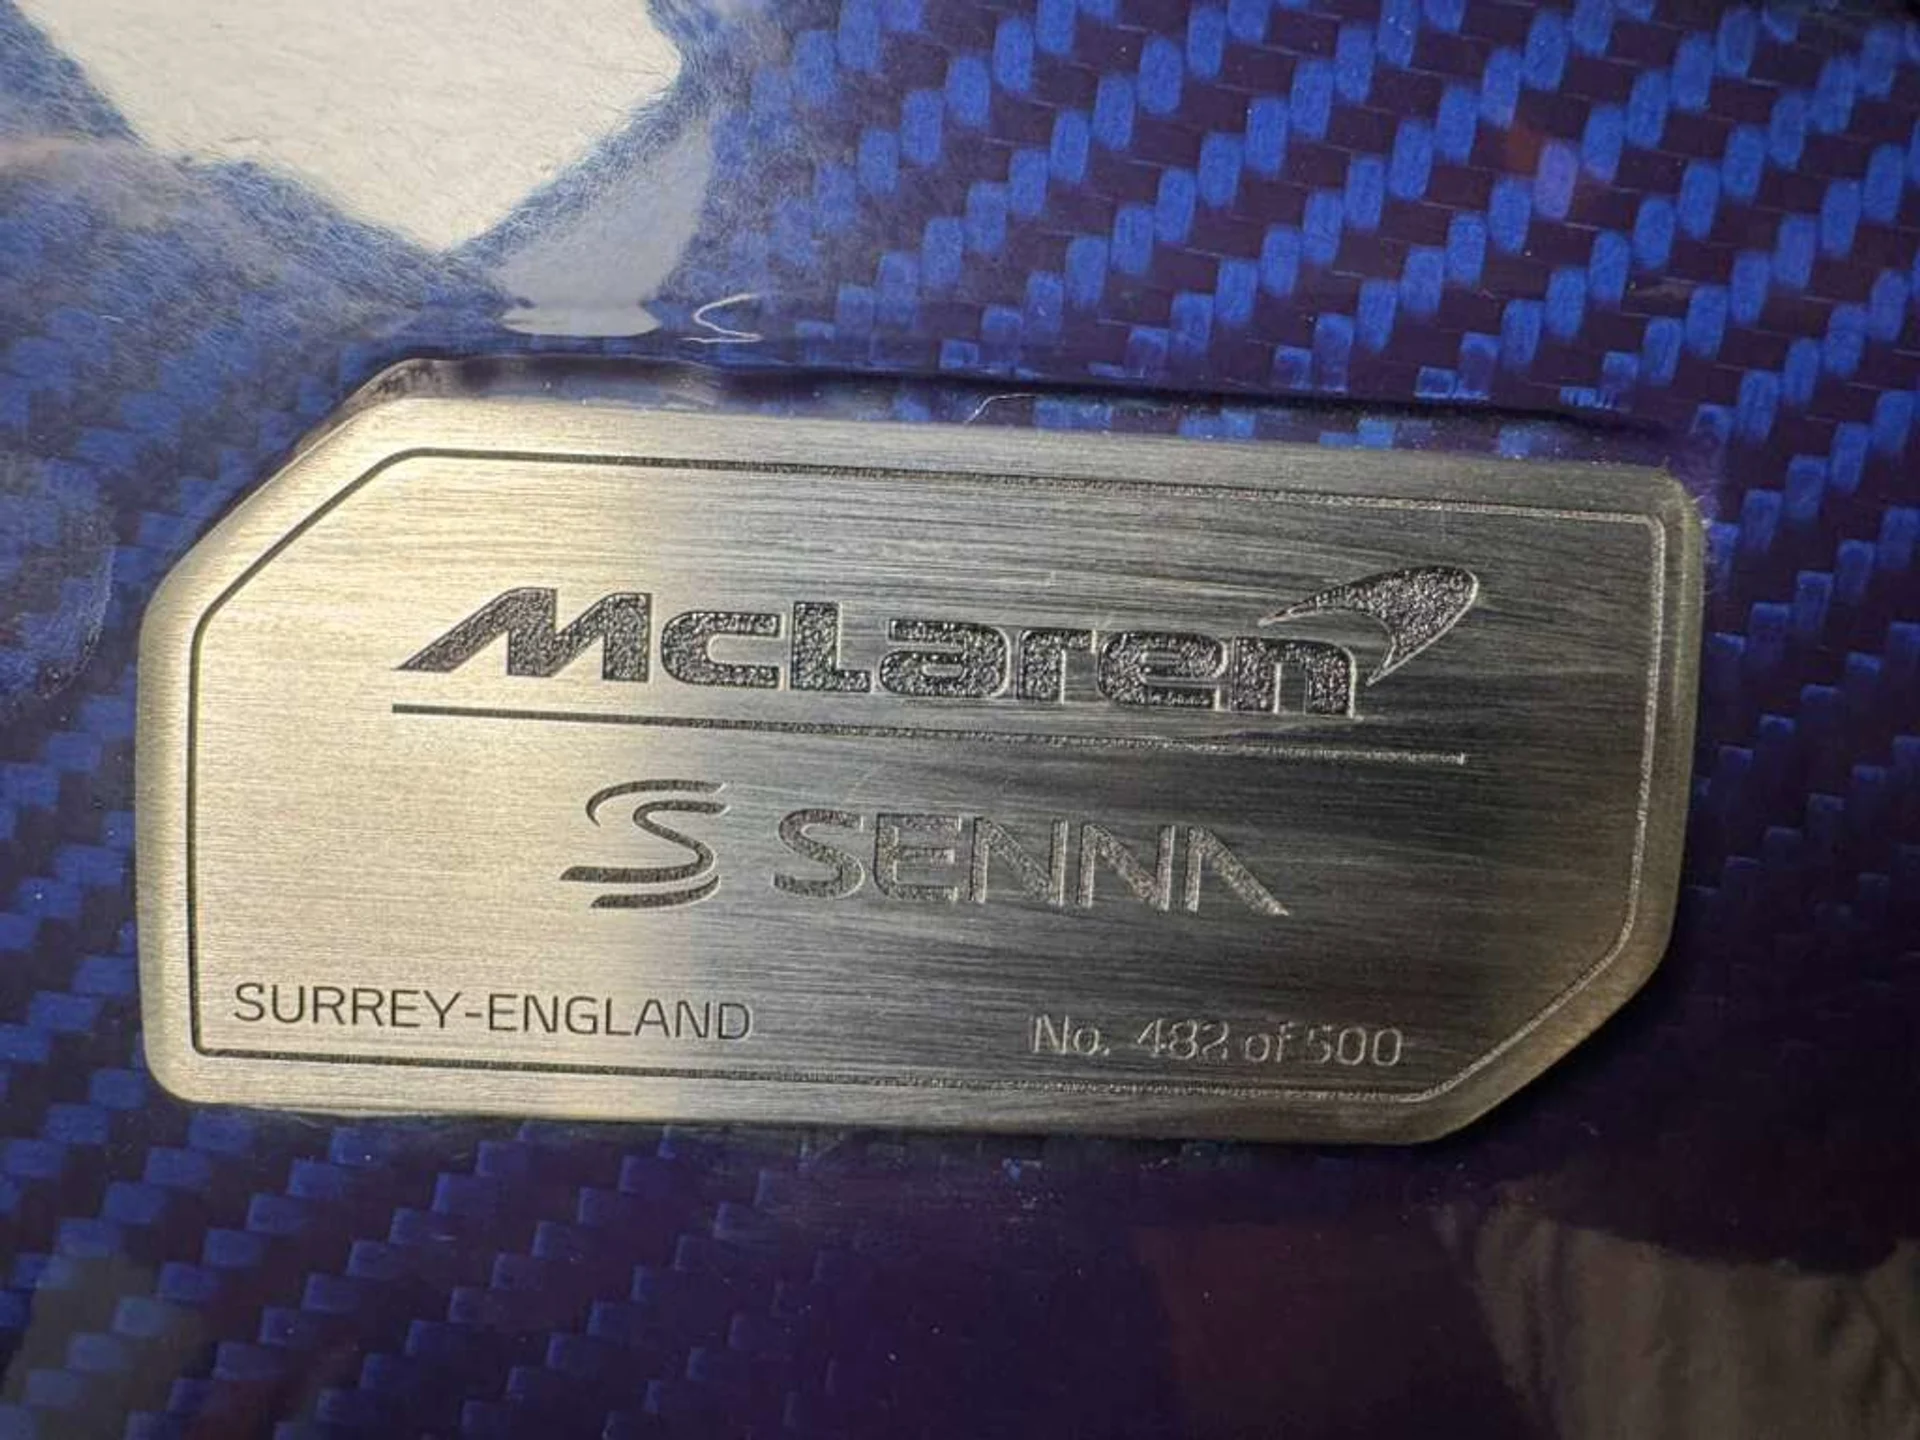 McLaren
SENNA
SURREY-ENGLAND
No. 482 of 500